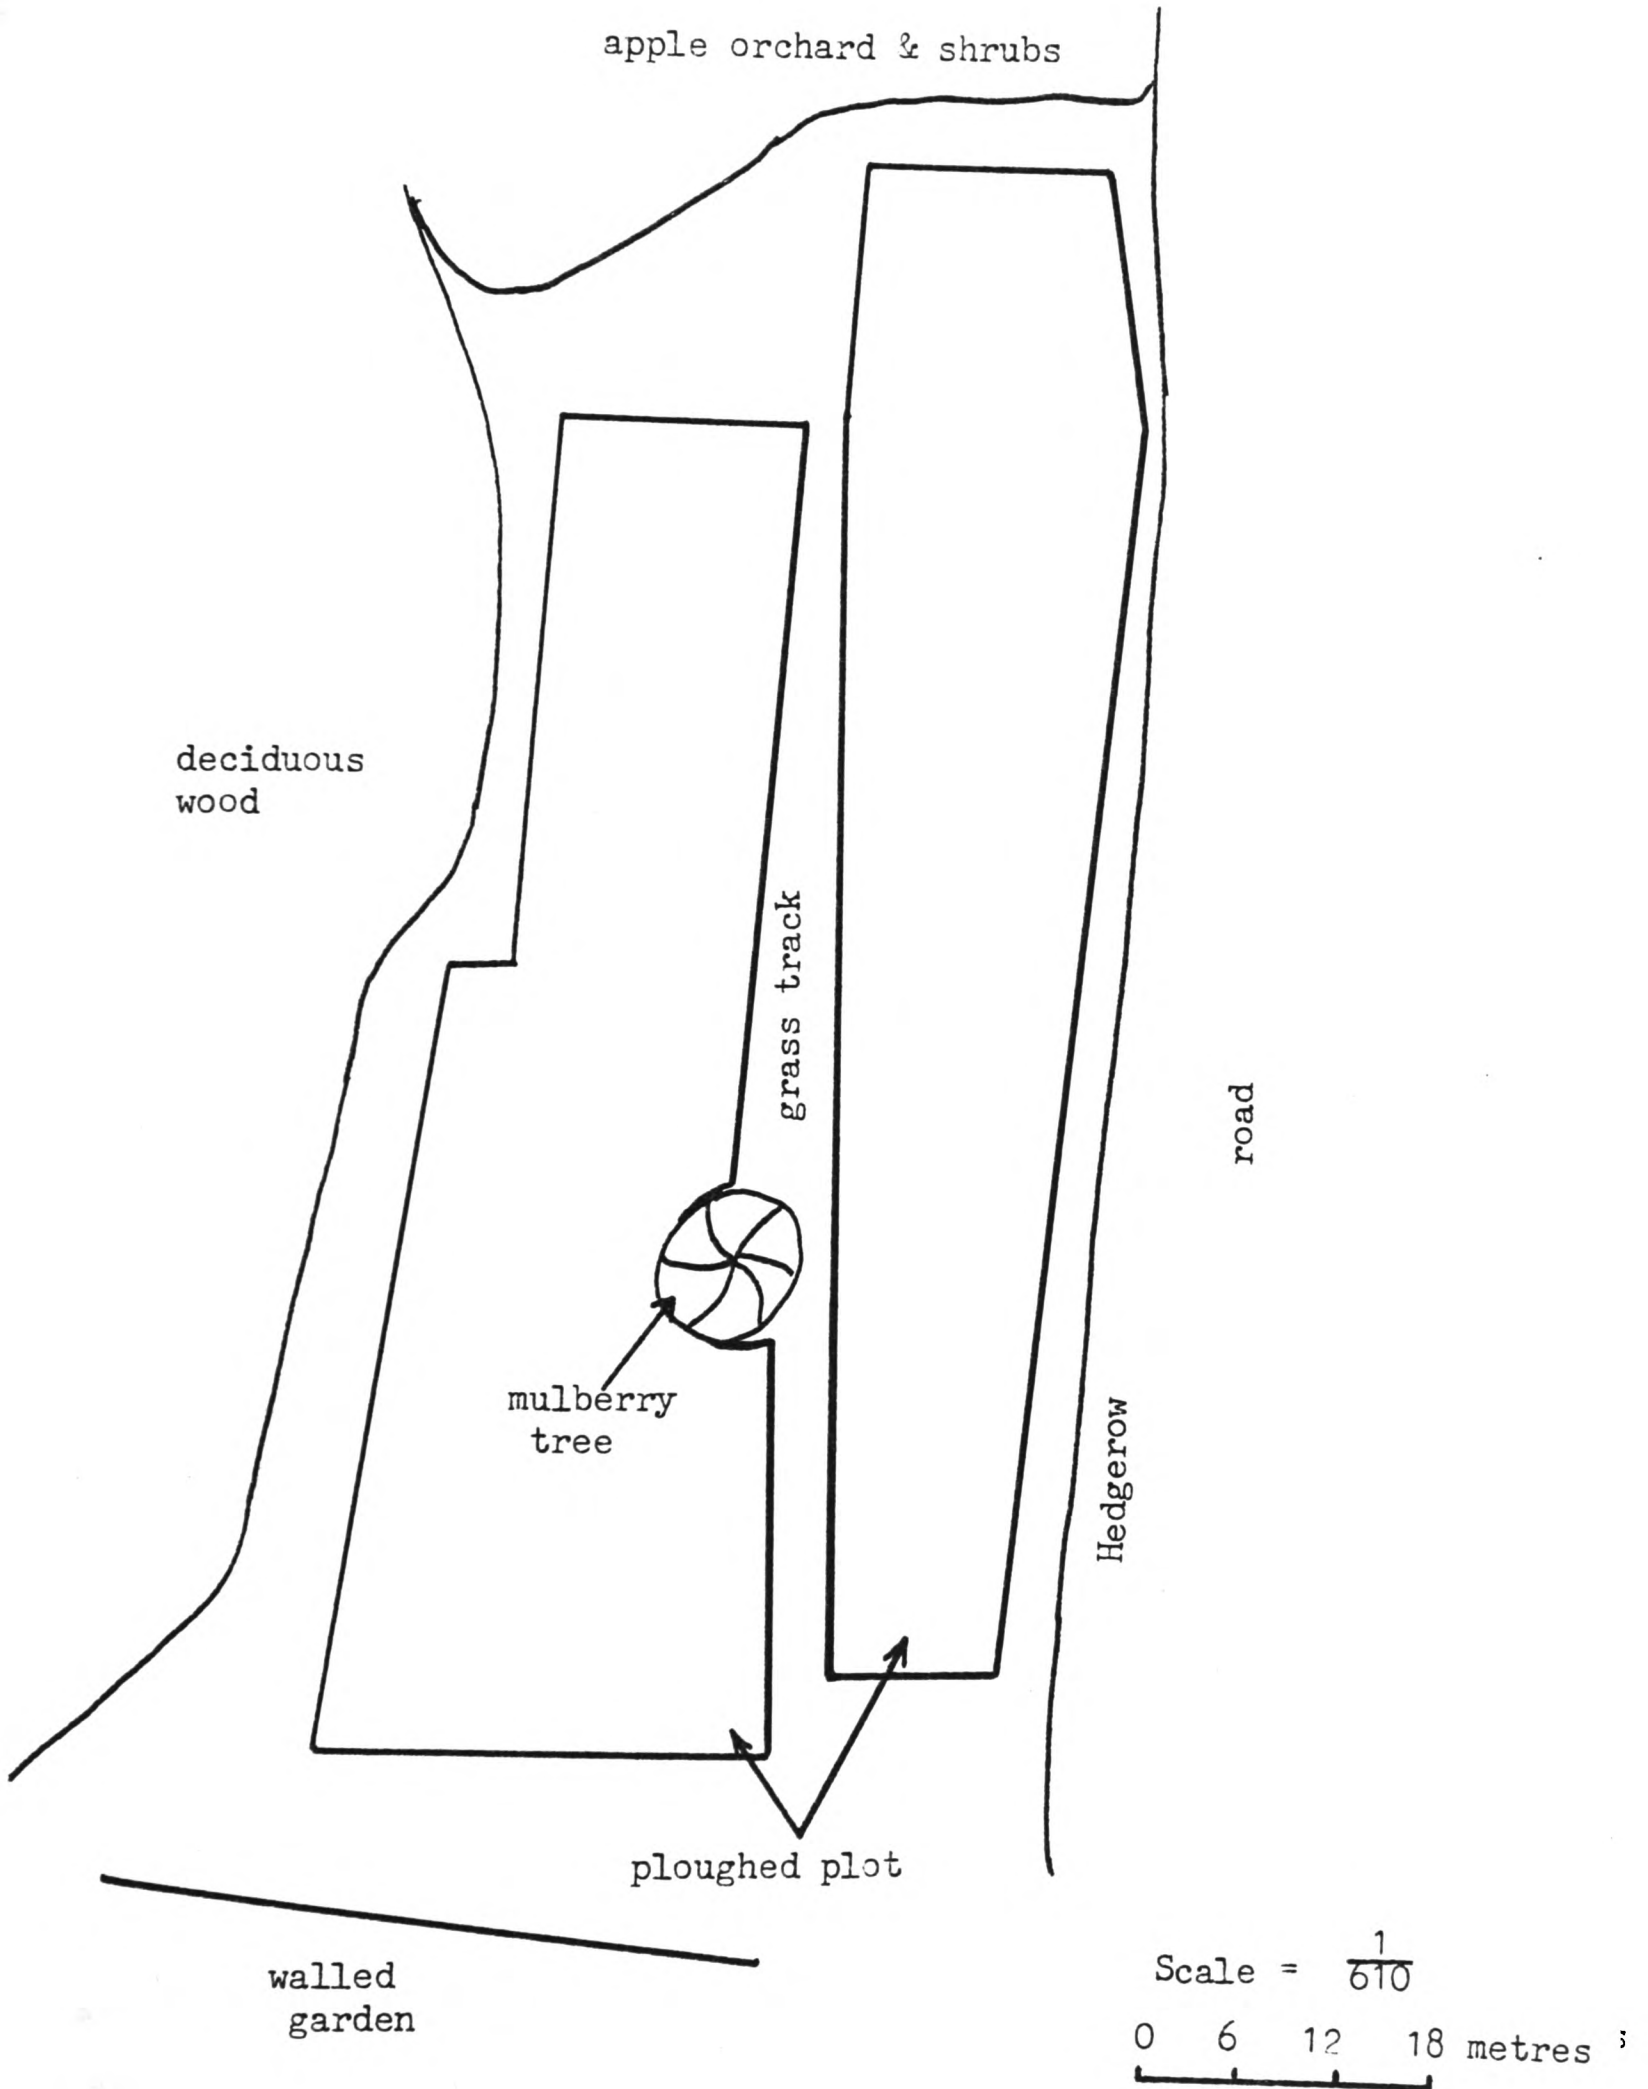 apple orchard & shrubs
deciduous
wood
grass track
road
mulberry
tree
Hedgerow
ploughed plot
walled
garden
Scale = 1/610
0 6 12 18 metres